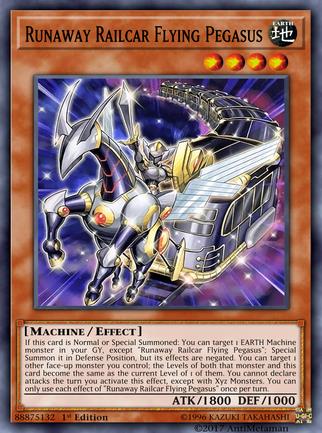 RUNAWAY RAILCAR FLYING PEGASUS
EARTH
地
[MACHINE / EFFECT]
If this card is Normal or Special Summoned: You can target 1 EARTH Machine
monster in your GY, except "Runaway Railcar Flying Pegasus"; Special
Summon it in Defense Position, but its effects are negated. You can target 1
other face-up monster you control; the Levels of both that monster and this
card become the same as the current Level of 1 of them. You cannot declare
attacks the turn you activate this effect, except with Xyz Monsters. You can
only use each effect of "Runaway Railcar Flying Pegasus" once per turn.
ATK/1800 DEF/1000
88875132 1st Edition ©1996 KAZUKI TAKAHASHI
©2017 AntiMetaman